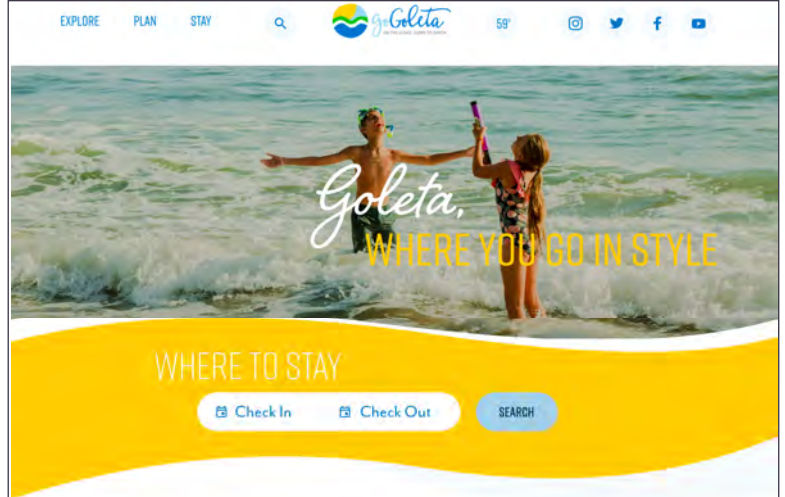 EXPLORE PLAN STAY goGoleta 59°
Goleta,
WHERE YOU GO IN STYLE
WHERE TO STAY
Check In Check Out SEARCH